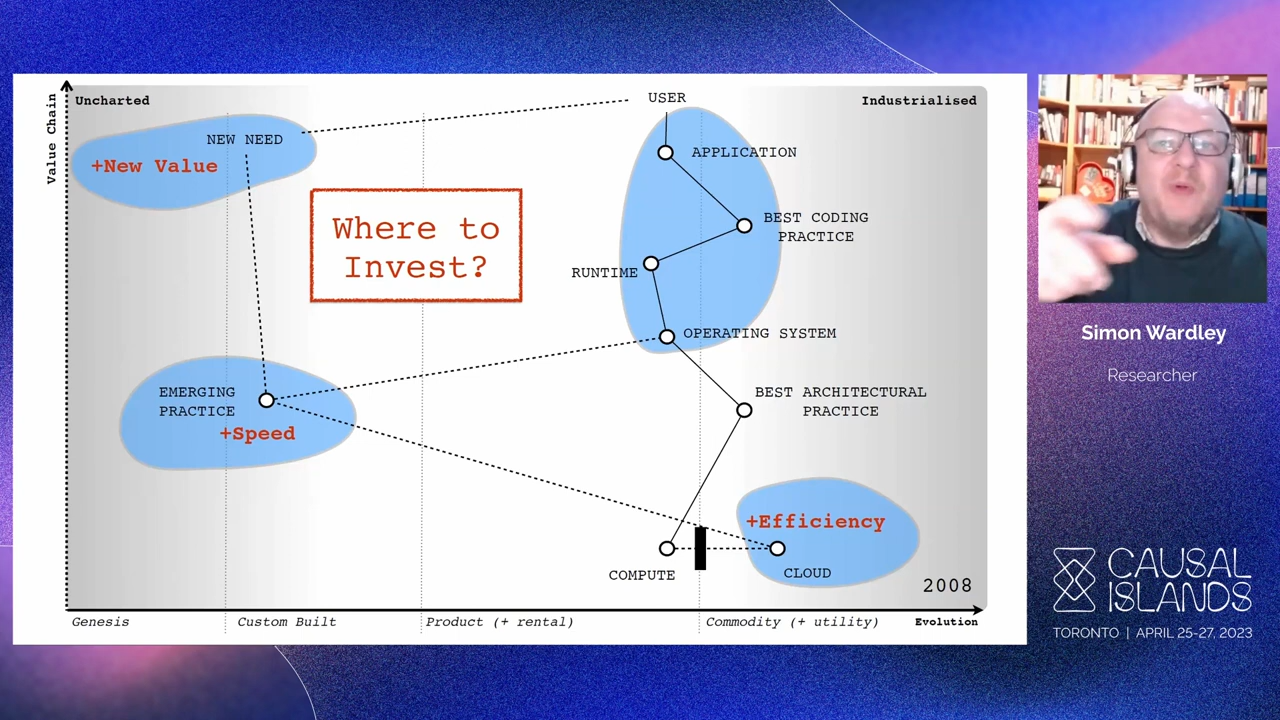 Value Chain
Uncharted
Industrialised
USER
NEW NEED
+New Value
APPLICATION
Where to
Invest?
BEST CODING
PRACTICE
RUNTIME
OPERATING SYSTEM
EMERGING
PRACTICE
+Speed
BEST ARCHITECTURAL
PRACTICE
+Efficiency
COMPUTE
CLOUD
2008
Genesis
Custom Built
Product (+ rental)
Commodity (+ utility)
Evolution
Simon Wardley
Researcher
CAUSAL
ISLANDS
TORONTO | APRIL 25-27, 2023